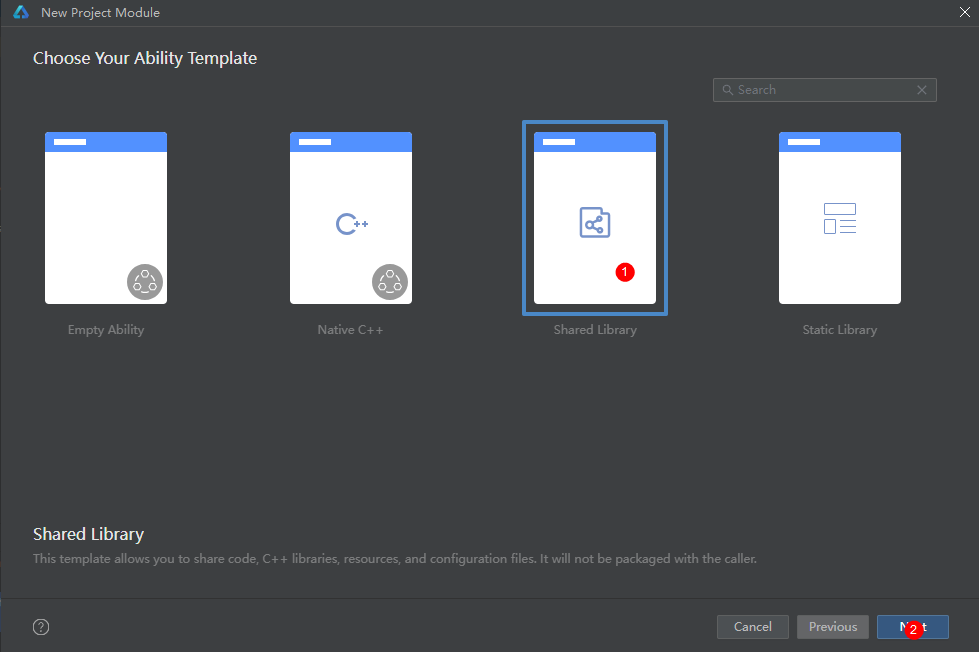 New Project Module
Choose Your Ability Template
Search
C++
1
Empty Ability
Native C++
Shared Library
Static Library
Shared Library
This template allows you to share code, C++ libraries, resources, and configuration files. It will not be packaged with the caller.
?
Cancel
Previous
2